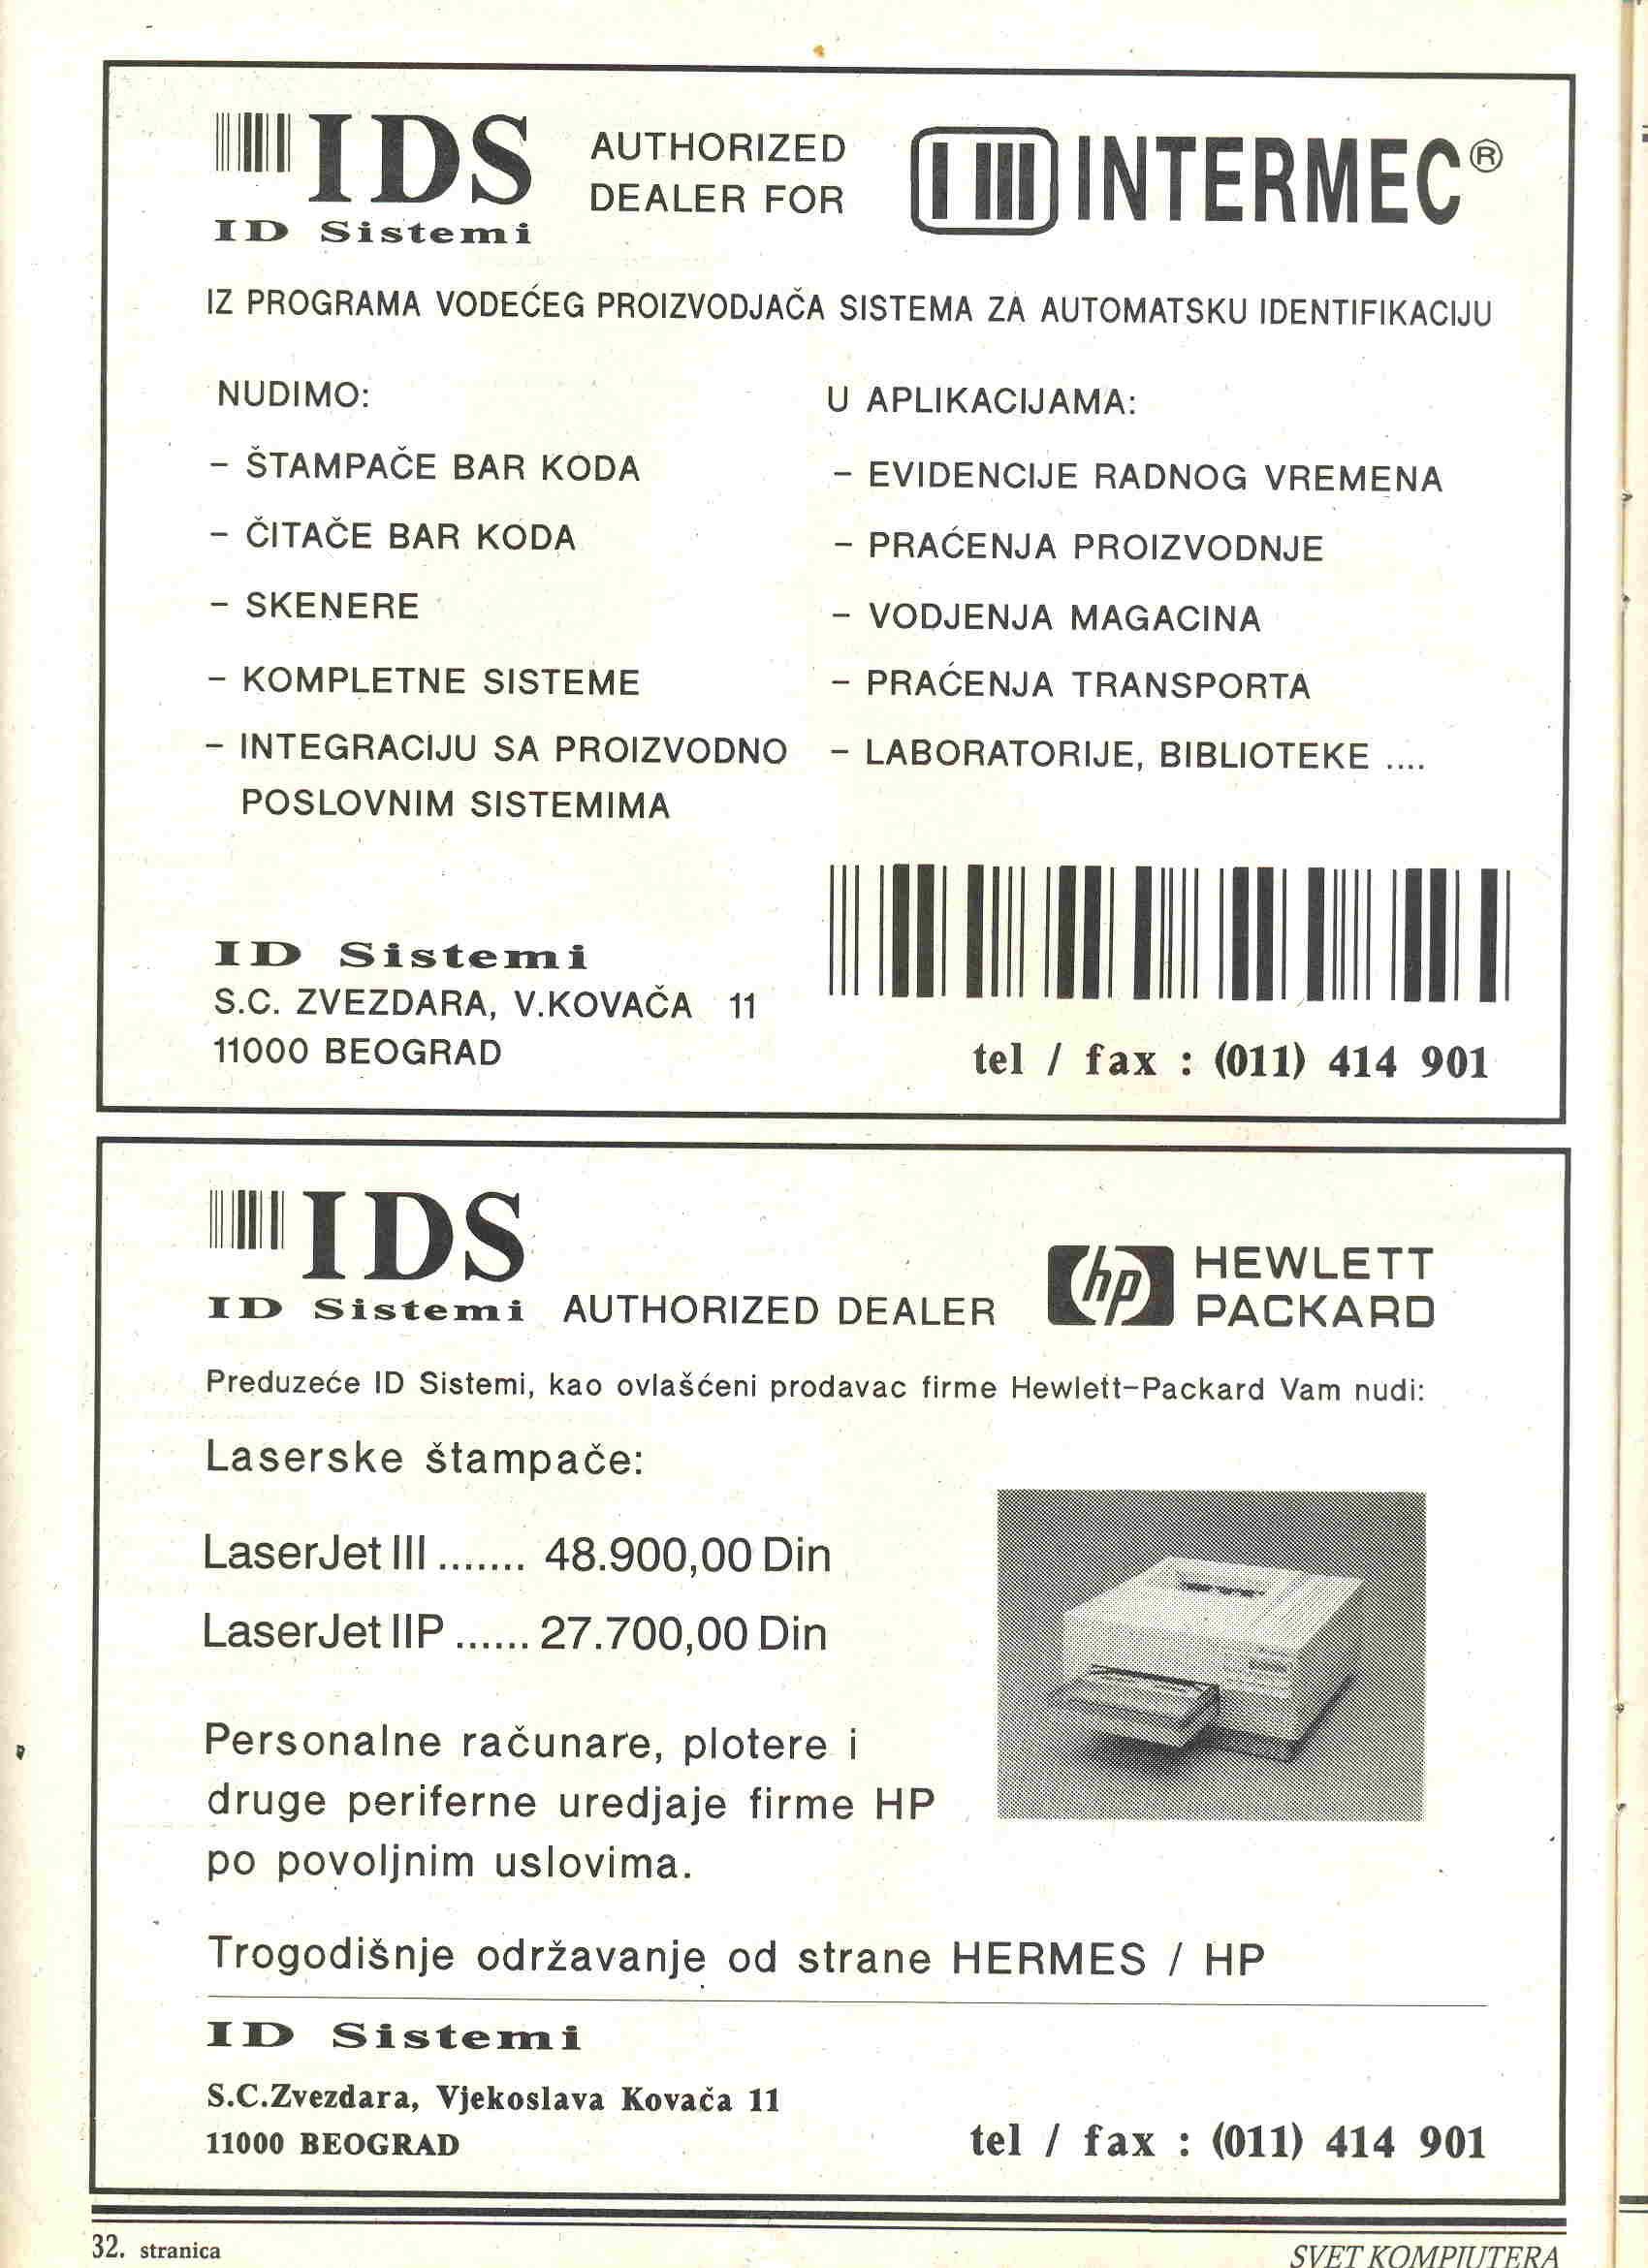 IDS
ID Sistemi
AUTHORIZED
DEALER FOR
INTERMEC®
IZ PROGRAMA VODEĆEG PROIZVODJAČA SISTEMA ZA AUTOMATSKU IDENTIFIKACIJU
NUDIMO:
- ŠTAMPAČE BAR KODA
- ČITAČE BAR KODA
- SKENERE
- KOMPLETNE SISTEME
- INTEGRACIJU SA PROIZVODNO
POSLOVNIM SISTEMIMA
U APLIKACIJAMA:
- EVIDENCIJE RADNOG VREMENA
- PRAĆENJA PROIZVODNJE
- VODJENJA MAGACINA
- PRAĆENJA TRANSPORTA
- LABORATORIJE, BIBLIOTEKE ....
ID Sistemi
S.C. ZVEZDARA, V.KOVAČA 11
11000 BEOGRAD
tel / fax : (011) 414 901
IDS
ID Sistemi AUTHORIZED DEALER
hp
HEWLETT
PACKARD
Preduzeće ID Sistemi, kao ovlašćeni prodavac firme Hewlett-Packard Vam nudi:
Laserske štampače:
LaserJet III ....... 48.900,00 Din
LaserJet IIP ...... 27.700,00 Din
Personalne računare, plotere i
druge periferne uredjaje firme HP
po povoljnim uslovima.
Trogodišnje održavanje od strane HERMES / HP
ID Sistemi
S.C.Zvezdara, Vjekoslava Kovača 11
11000 BEOGRAD
tel / fax : (011) 414 901
32. stranica
SVET KOMPJUTERA